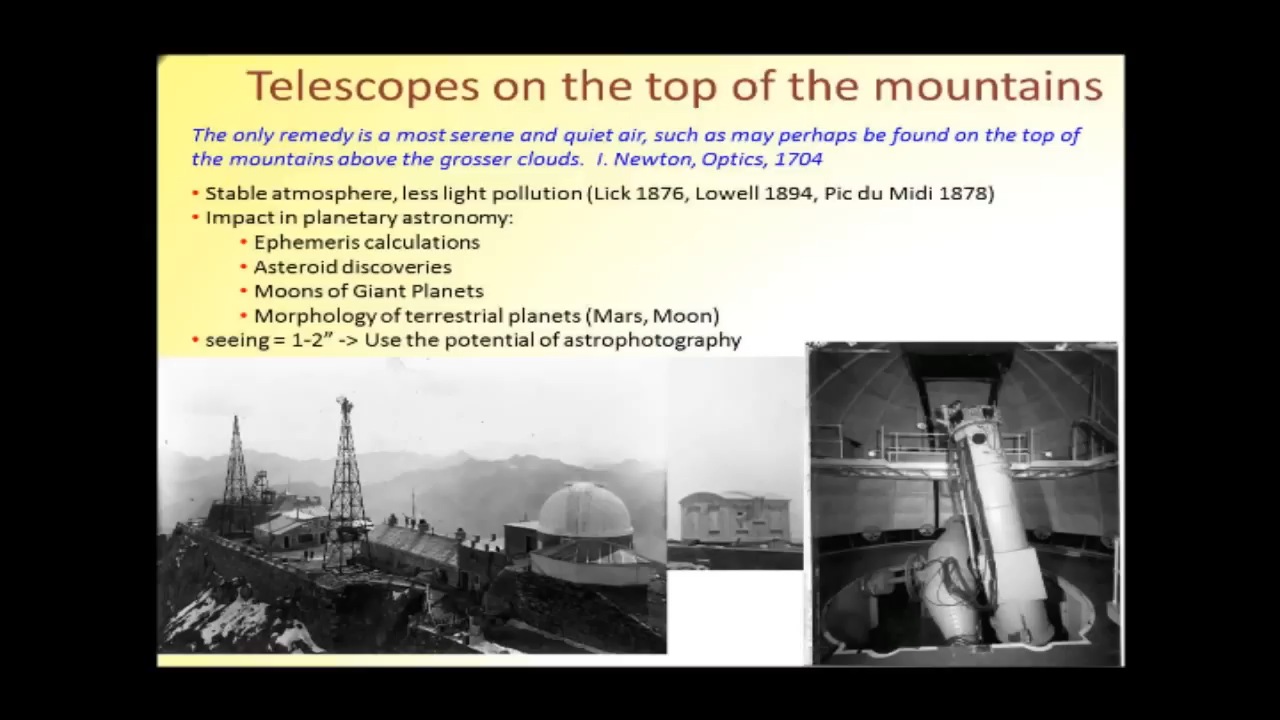 Telescopes on the top of the mountains
The only remedy is a most serene and quiet air, such as may perhaps be found on the top of
the mountains above the grosser clouds. I. Newton, Optics, 1704
• Stable atmosphere, less light pollution (Lick 1876, Lowell 1894, Pic du Midi 1878)
• Impact in planetary astronomy:
• Ephemeris calculations
• Asteroid discoveries
• Moons of Giant Planets
• Morphology of terrestrial planets (Mars, Moon)
• seeing = 1-2” -> Use the potential of astrophotography